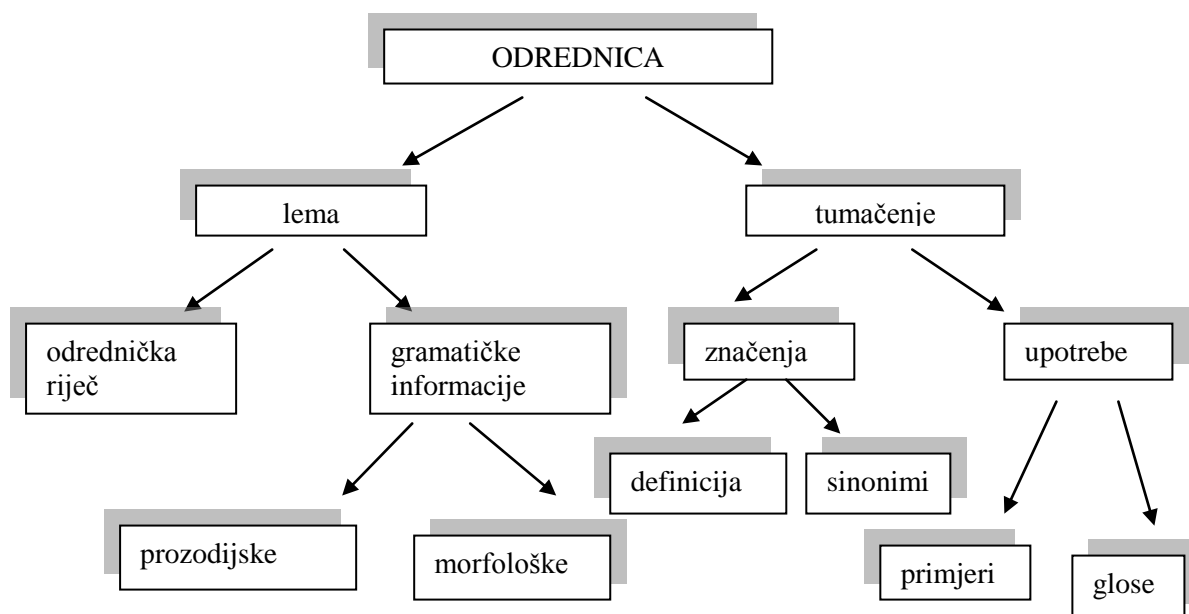 ODREDNICA
lema
tumačenje
odrednička
riječ
gramatičke
informacije
značenja
upotrebe
definicija
sinonimi
prozodijske
morfološke
primjeri
glose